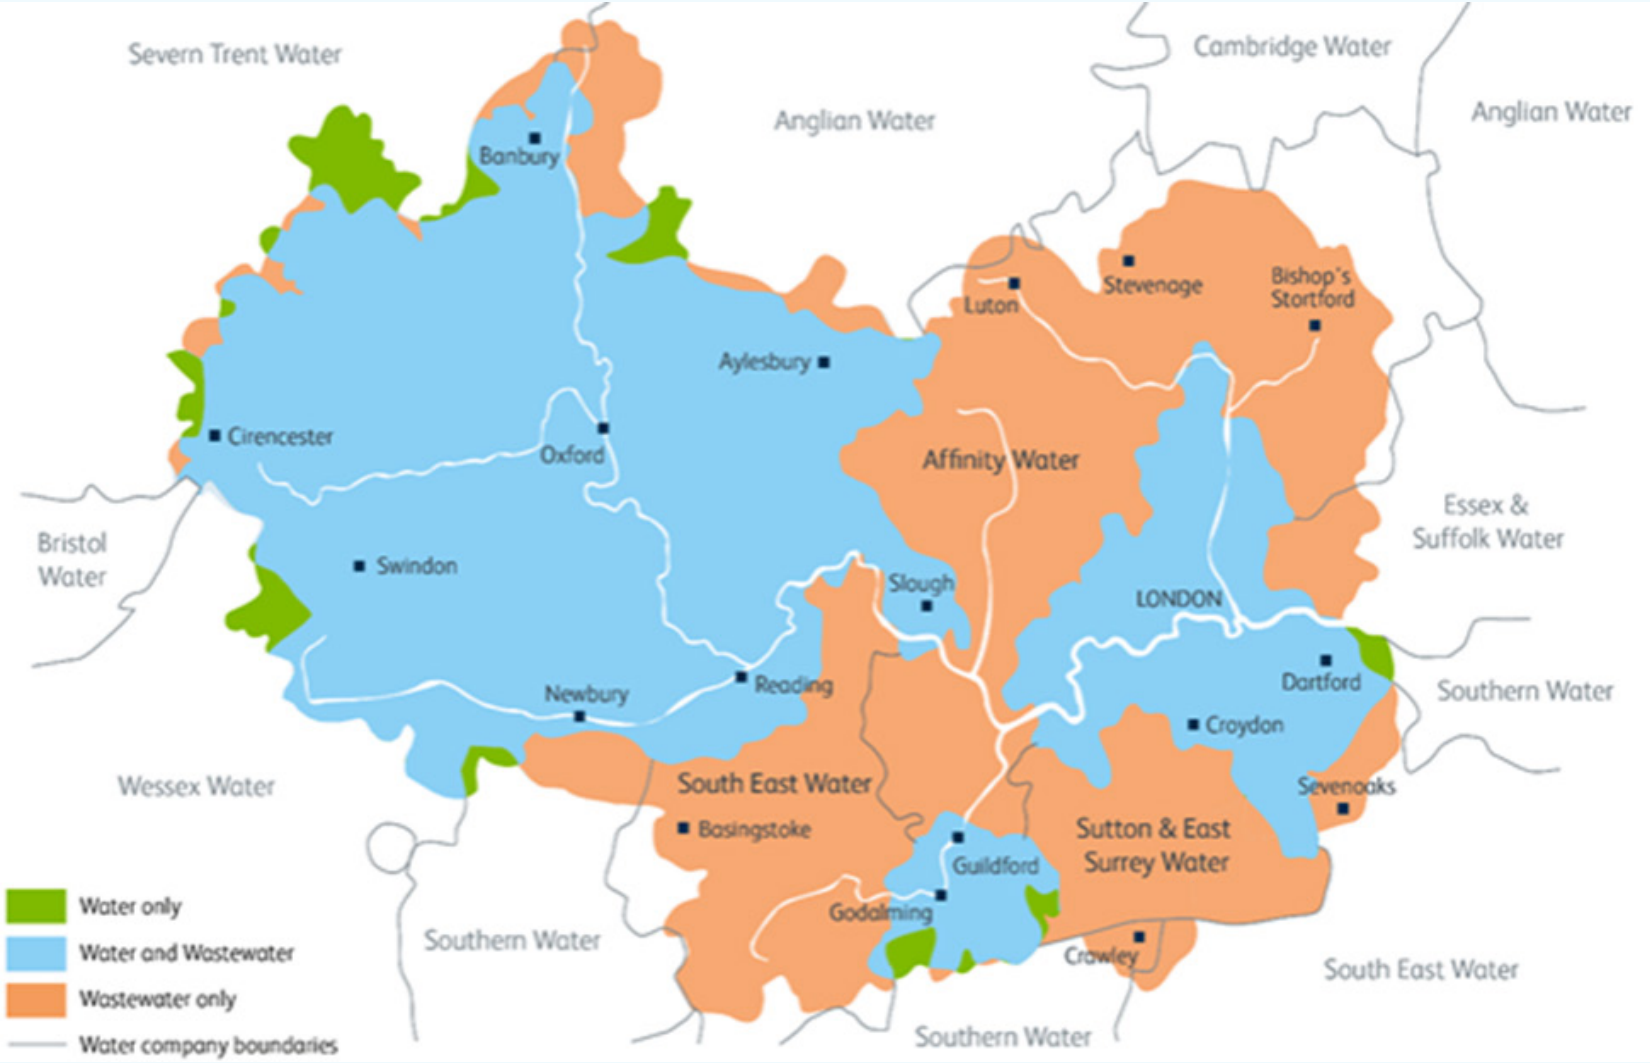 Severn Trent Water
Cambridge Water
Anglian Water
Anglian Water
Banbury
Stevenage
Bishop's
Stortford
Luton
Aylesbury
Cirencester
Oxford
Affinity Water
Essex &
Suffolk Water
Bristol
Water
Swindon
Slough
LONDON
Dartford
Reading
Newbury
Southern Water
Croydon
Wessex Water
South East Water
Sevenoaks
Basingstoke
Sutton & East
Surrey Water
Guildford
Godalming
Southern Water
Crawley
South East Water
Southern Water
Water only
Water and Wastewater
Wastewater only
Water company boundaries